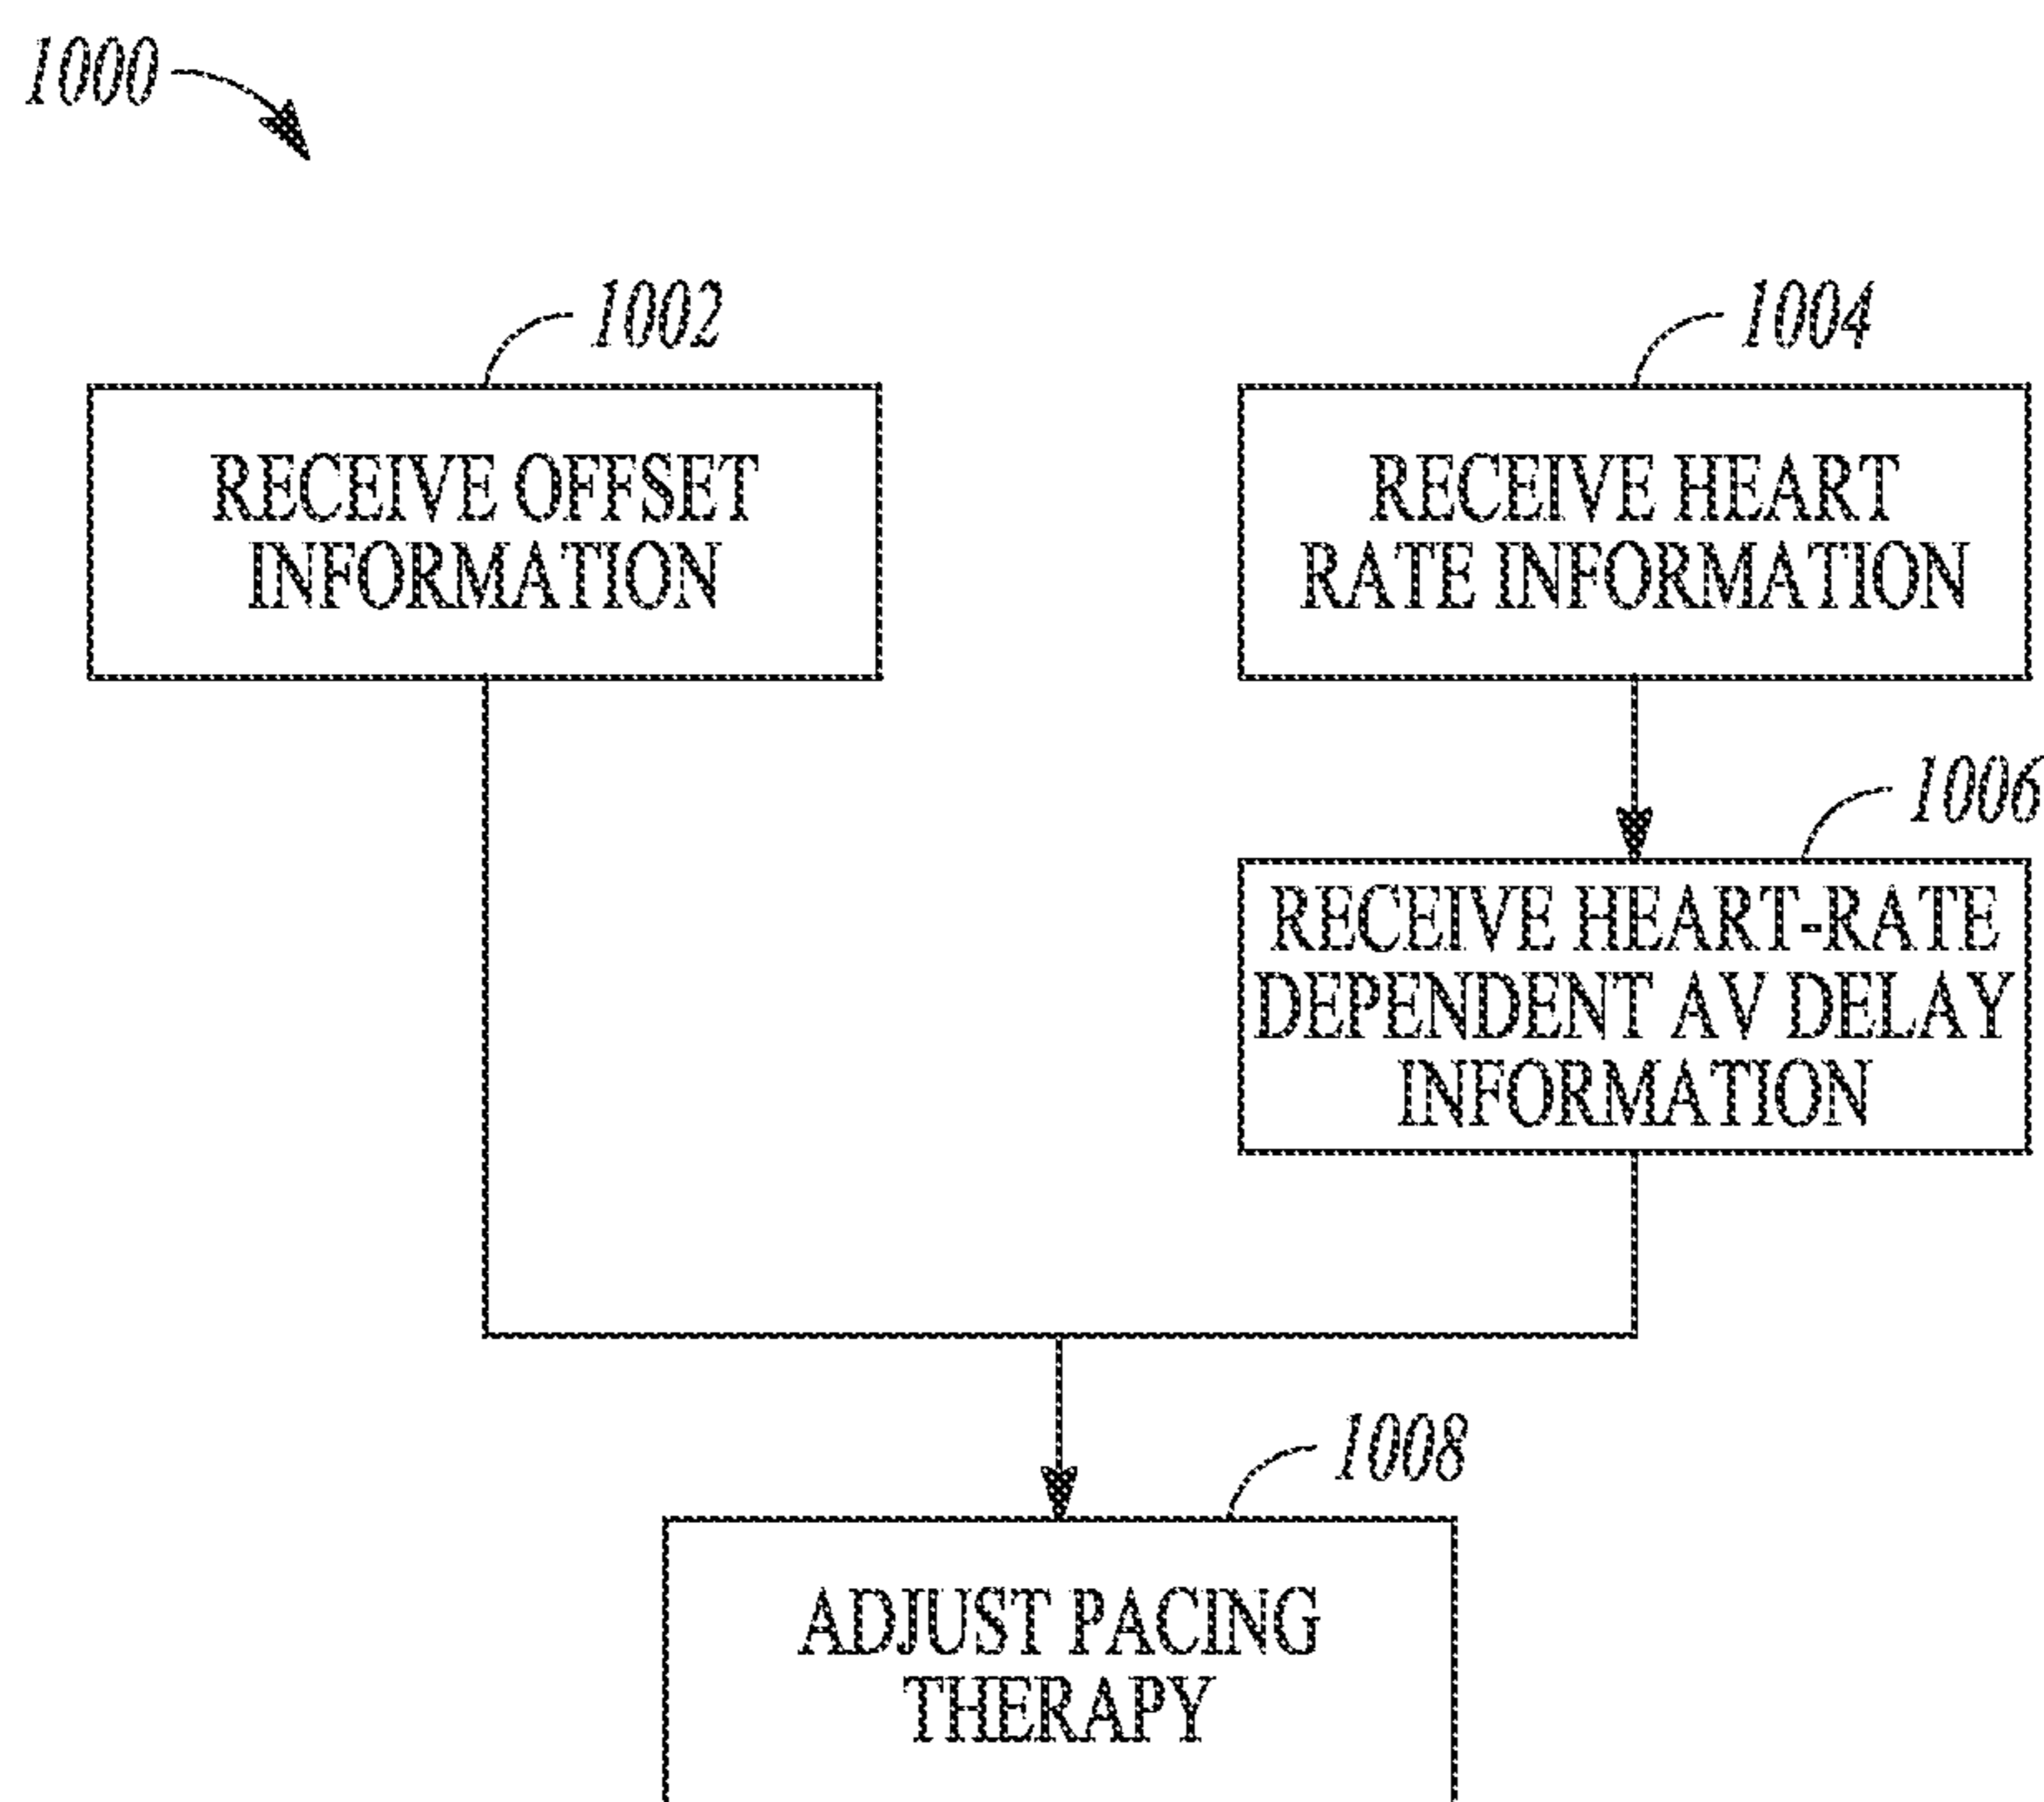 1000
1002
RECEIVE OFFSET
INFORMATION
1004
RECEIVE HEART
RATE INFORMATION
1006
RECEIVE HEART-RATE
DEPENDENT AV DELAY
INFORMATION
1008
ADJUST PACING
THERAPY